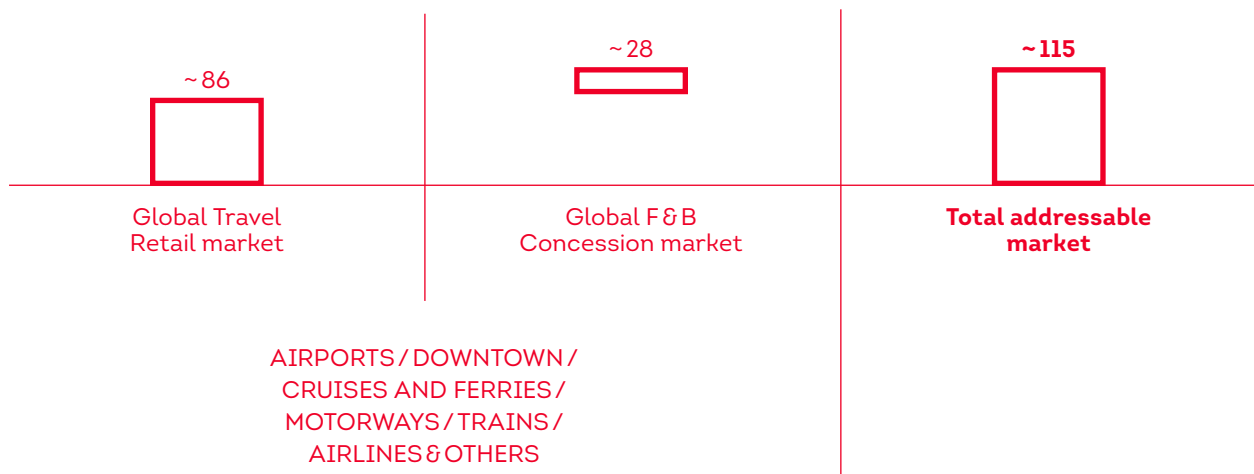 ~ 86
~ 28
~ 115
Global Travel
Retail market
Global F & B
Concession market
Total addressable
market
AIRPORTS / DOWNTOWN /
CRUISES AND FERRIES /
MOTORWAYS / TRAINS /
AIRLINES & OTHERS